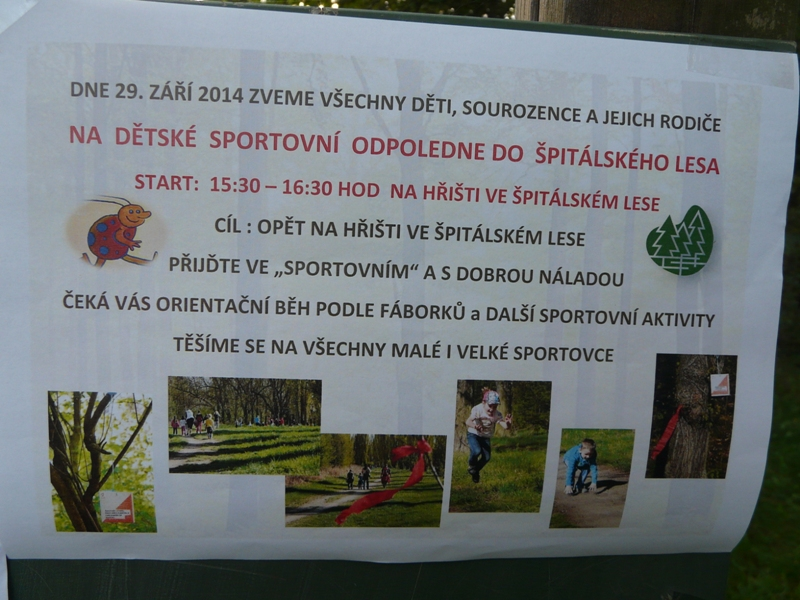 DNE 29. ZÁŘÍ 2014 ZVEME VŠECHNY DĚTI, SOUROZENCE A JEJICH RODIČE
NA DĚTSKÉ SPORTOVNÍ ODPOLEDNE DO ŠPITÁLSKÉHO LESA
START: 15:30 – 16:30 HOD NA HŘIŠTI VE ŠPITÁLSKÉM LESE
CÍL : OPĚT NA HŘIŠTI VE ŠPITÁLSKÉM LESE
PŘIJĎTE VE „SPORTOVNÍM“ A S DOBROU NÁLADOU
ČEKÁ VÁS ORIENTAČNÍ BĚH PODLE FÁBORKŮ a DALŠÍ SPORTOVNÍ AKTIVITY
TĚŠÍME SE NA VŠECHNY MALÉ I VELKÉ SPORTOVCE